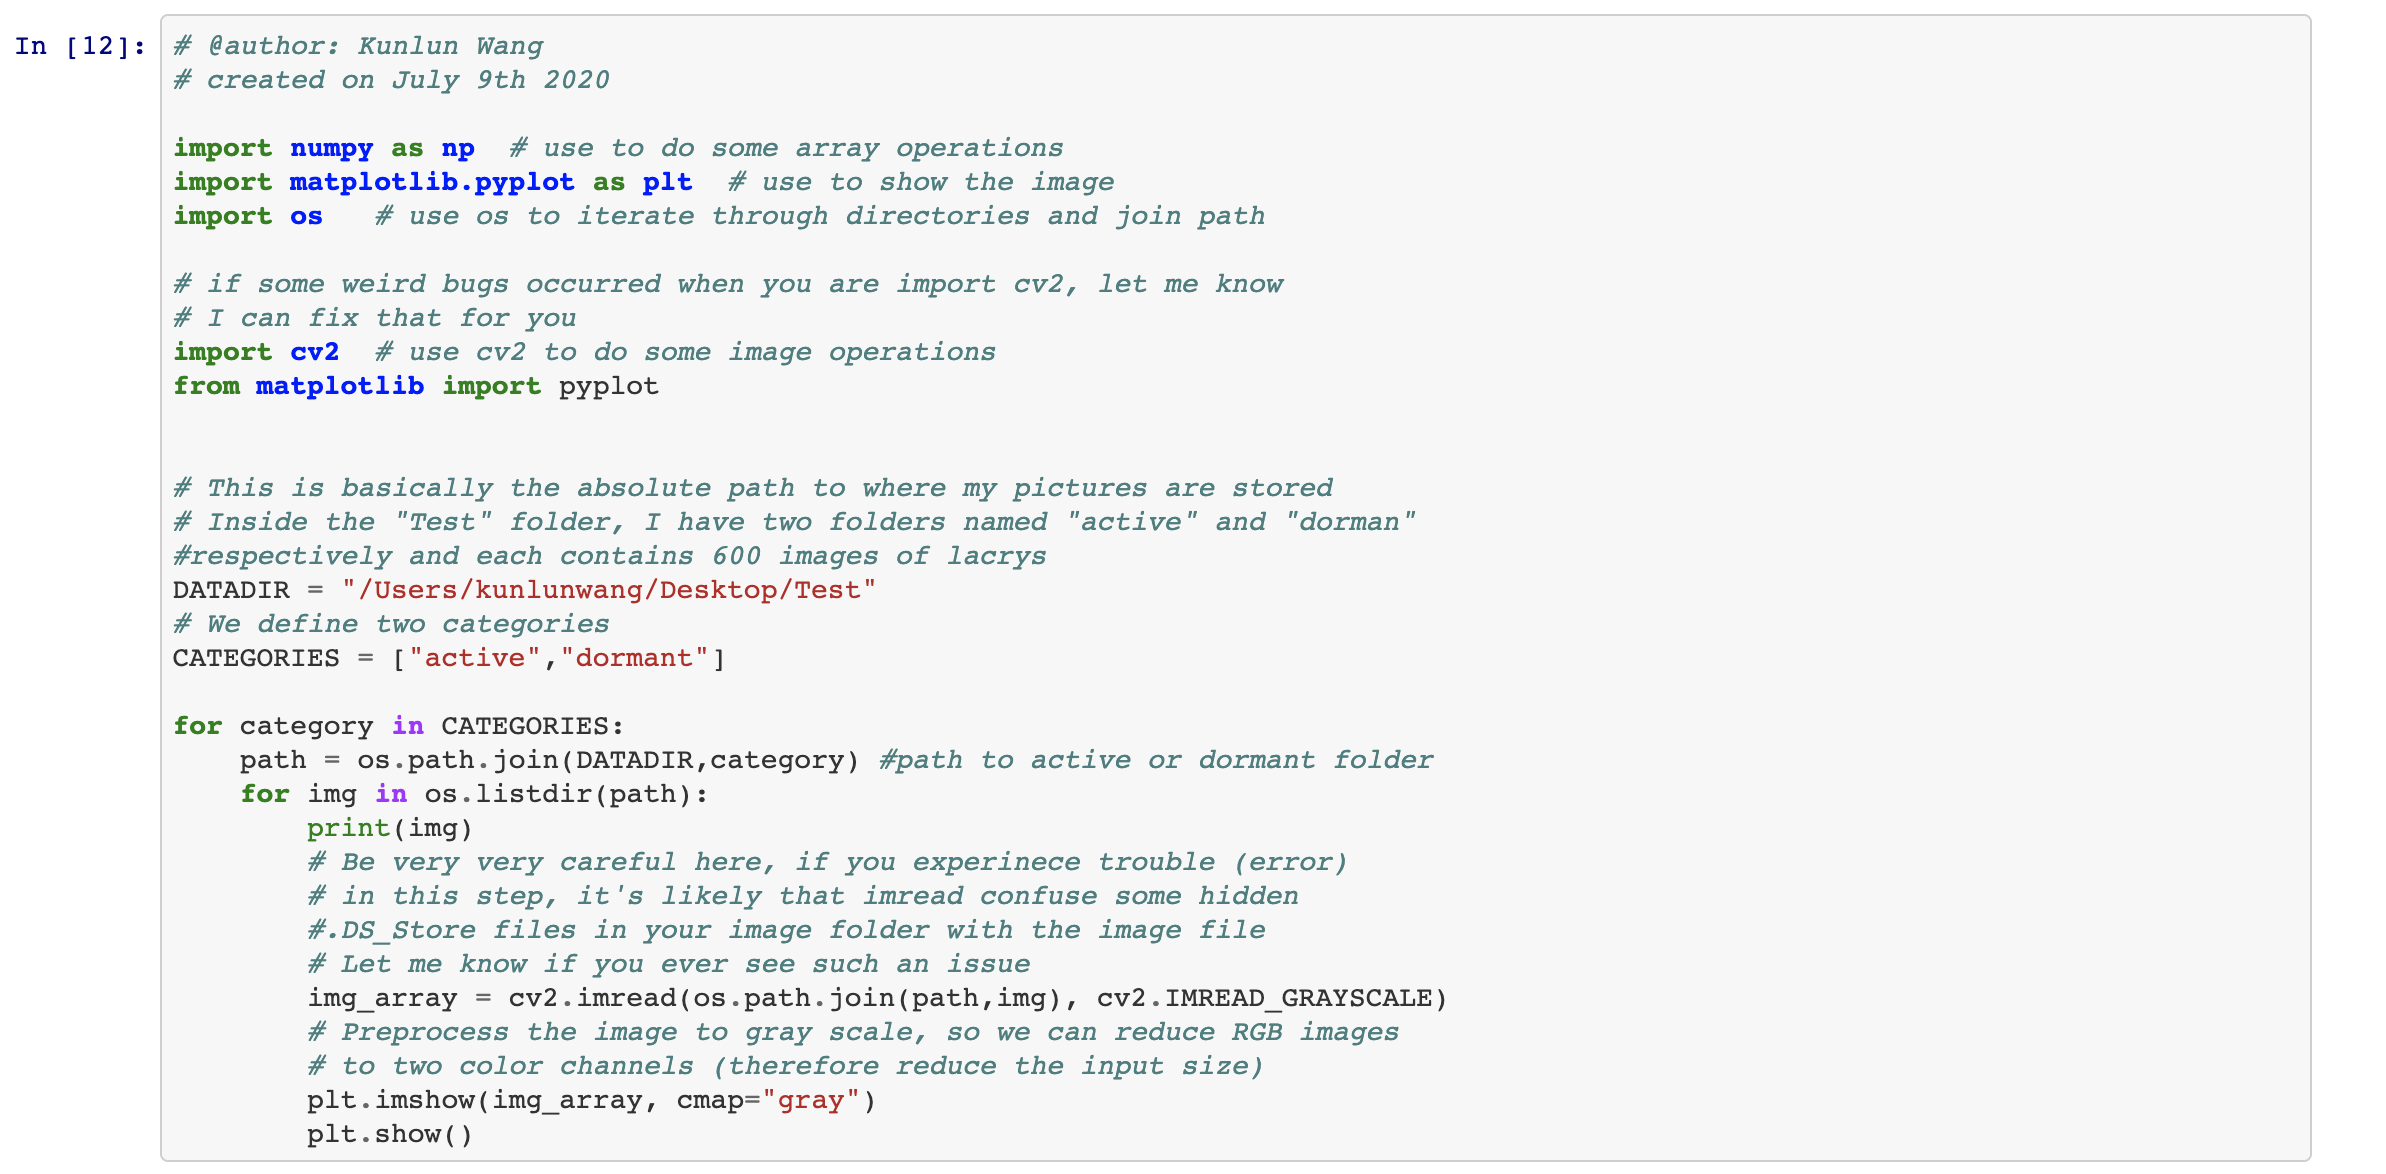 In [12]: # @author: Kunlun Wang
# created on July 9th 2020
import numpy as np  # use to do some array operations
import matplotlib.pyplot as plt  # use to show the image
import os   # use os to iterate through directories and join path
# if some weird bugs occurred when you are import cv2, let me know
# I can fix that for you
import cv2  # use cv2 to do some image operations
from matplotlib import pyplot
# This is basically the absolute path to where my pictures are stored
# Inside the "Test" folder, I have two folders named "active" and "dorman"
#respectively and each contains 600 images of lacrys
DATADIR = "/Users/kunlunwang/Desktop/Test"
# We define two categories
CATEGORIES = ["active","dormant"]
for category in CATEGORIES:
    path = os.path.join(DATADIR,category) #path to active or dormant folder
    for img in os.listdir(path):
        print(img)
        # Be very very careful here, if you experinece trouble (error)
        # in this step, it's likely that imread confuse some hidden
        #.DS_Store files in your image folder with the image file
        # Let me know if you ever see such an issue
        img_array = cv2.imread(os.path.join(path,img), cv2.IMREAD_GRAYSCALE)
        # Preprocess the image to gray scale, so we can reduce RGB images
        # to two color channels (therefore reduce the input size)
        plt.imshow(img_array, cmap="gray")
        plt.show()